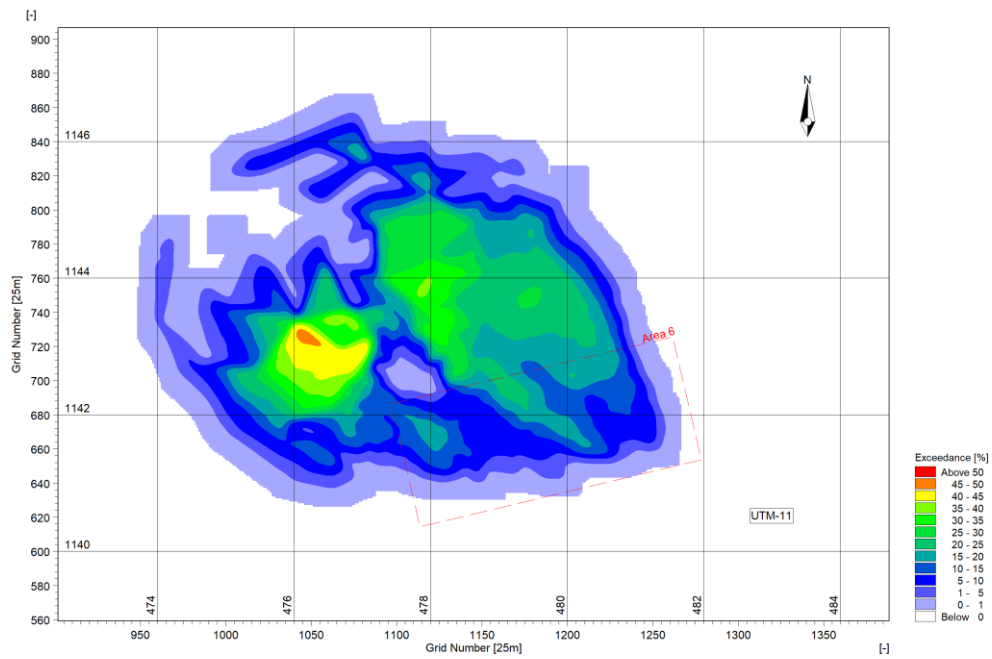 [-]
900
880
860
840
820
800
780
760
740
720
700
680
660
640
620
600
580
560
Grid Number [25m]
1146
1144
1142
1140
474
476
478
480
482
484
N
Area 6
UTM-11
950
1000
1050
1100
1150
1200
1250
1300
1350
Grid Number [25m]
[-]
Exceedance [%]
Above 50
45 - 50
40 - 45
35 - 40
30 - 35
25 - 30
20 - 25
15 - 20
10 - 15
5 - 10
1 - 5
0 - 1
Below 0